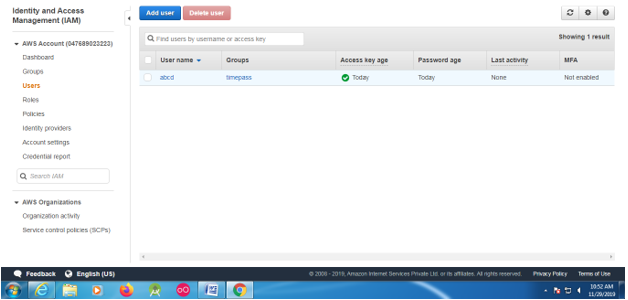 Identity and Access
Management (IAM)
AWS Account (047689023223)
Dashboard
Groups
Users
Roles
Policies
Identity providers
Account settings
Credential report
Search IAM
AWS Organizations
Organization activity
Service control policies (SCPs)
Add user Delete user
Find users by username or access key
Showing 1 result
User name Groups Access key age Password age Last activity MFA
abcd timepass Today Today None Not enabled
Feedback English (US) © 2008 - 2019, Amazon Internet Services Private Ltd. or its affiliates. All rights reserved. Privacy Policy Terms of Use
10:52 AM
11/29/2019